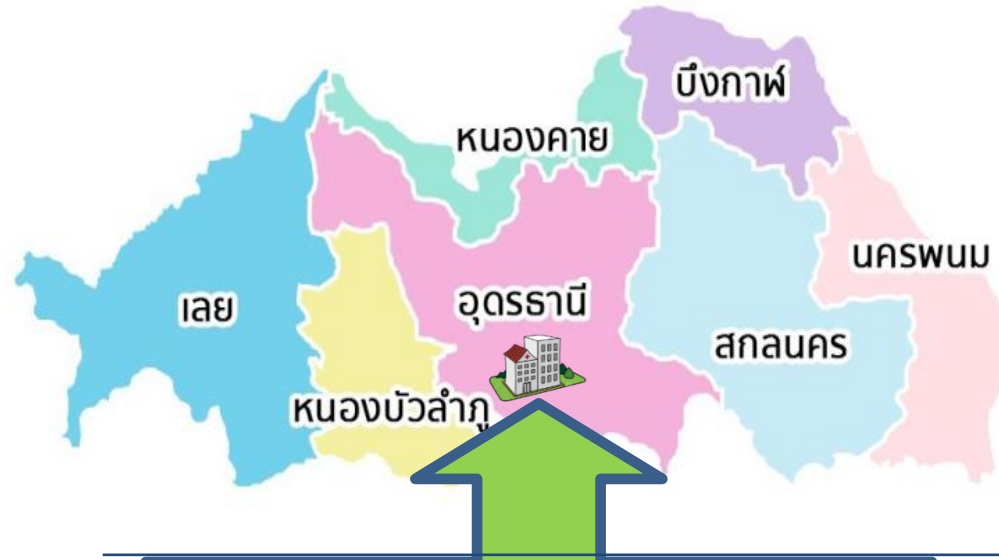 บึงกาฬ
หนองคาย
นครพนม
เลย
อุดรธานี
สกลนคร
หนองบัวลำภู